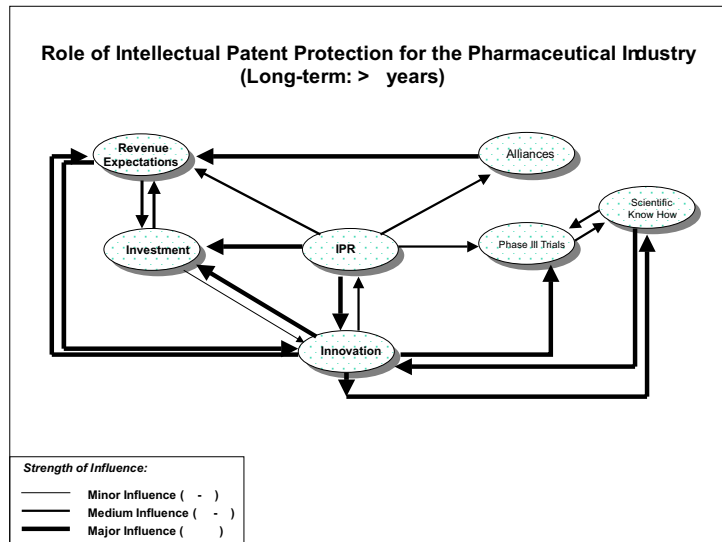 Role of Intellectual Patent Protection for the Pharmaceutical Industry
(Long-term: > years)
Revenue
Expectations
Alliances
Scientific
Know How
Investment
IPR
Phase III Trials
Innovation
Strength of Influence:
Minor Influence ( - )
Medium Influence ( - )
Major Influence ( )